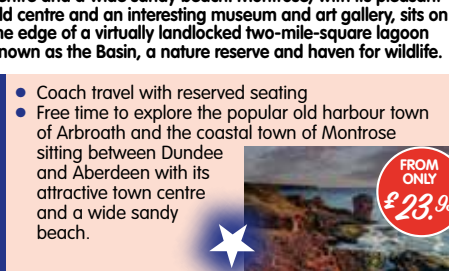 old centre and an interesting museum and art gallery, sits on
the edge of a virtually landlocked two-mile-square lagoon
known as the Basin, a nature reserve and haven for wildlife.
• Coach travel with reserved seating
• Free time to explore the popular old harbour town
of Arbroath and the coastal town of Montrose
sitting between Dundee
and Aberdeen with its
attractive town centre
and a wide sandy
beach.
FROM
ONLY
£23.9